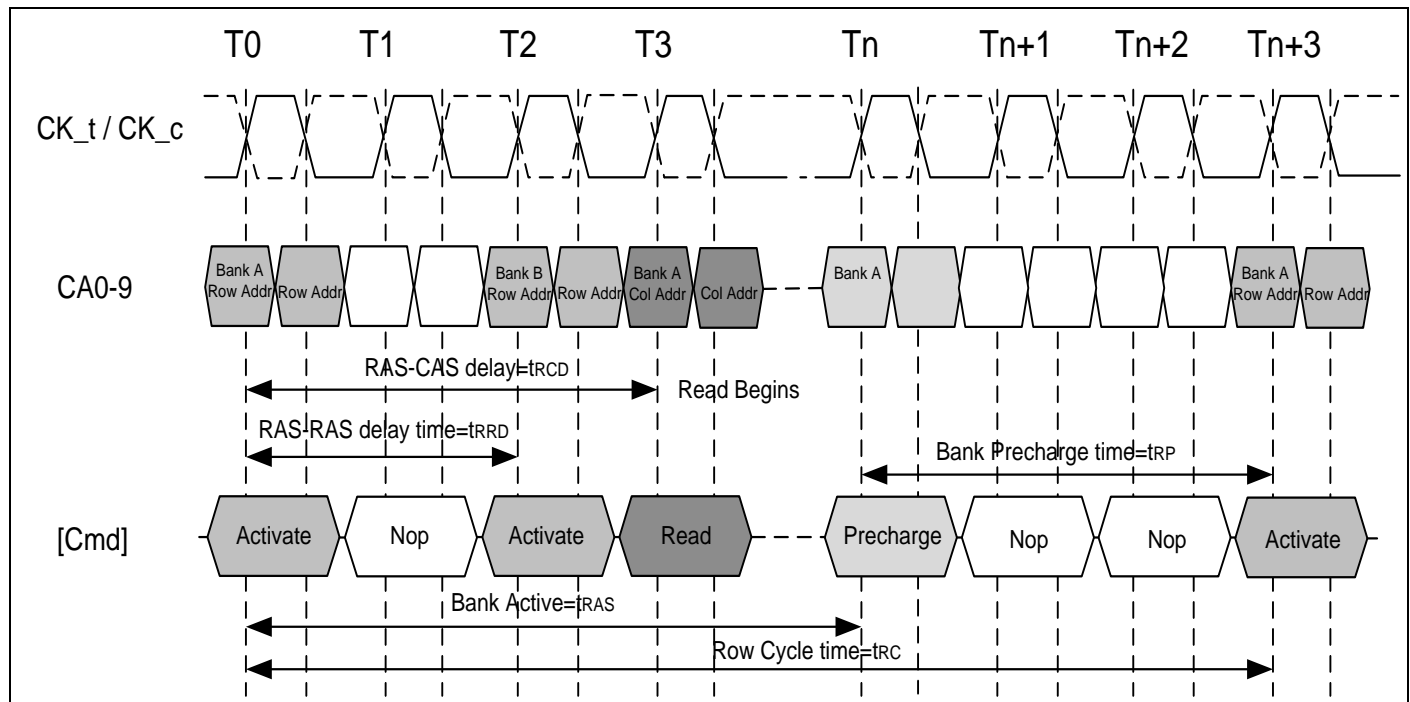 T0 T1 T2 T3 Tn Tn+1 Tn+2 Tn+3
CK_t / CK_c
CA0-9
Bank A
Row Addr
Row Addr
Bank B
Row Addr
Row Addr
Bank A
Col Addr
Col Addr
Bank A
Bank A
Row Addr
Row Addr
RAS-CAS delay=tRCD
Read Begins
RAS-RAS delay time=tRRD
Bank Precharge time=tRP
[Cmd]
Activate Nop Activate Read Precharge Nop Nop Activate
Bank Active=tRAS
Row Cycle time=tRC